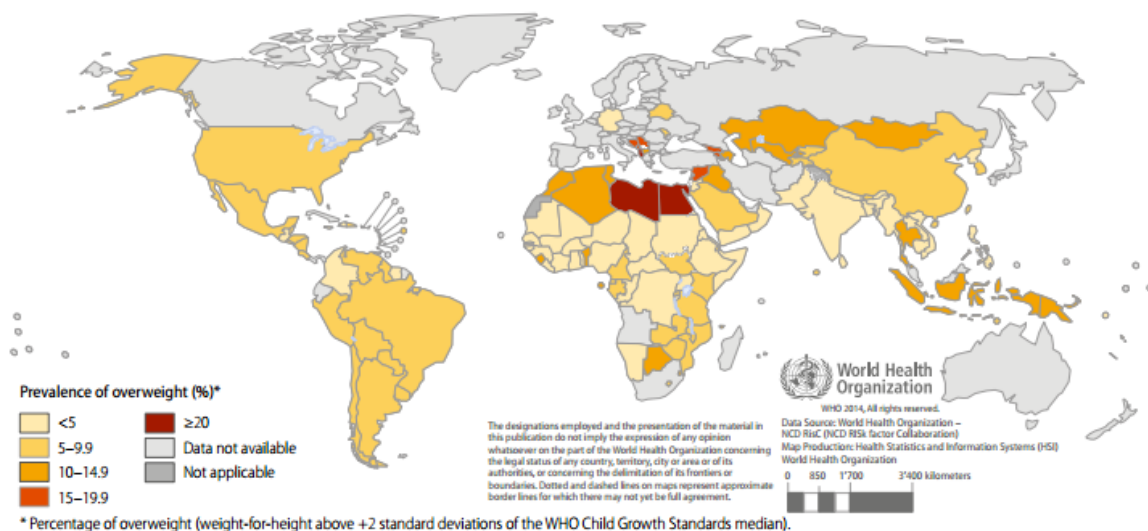 Prevalence of overweight (%)*
<5
5–9.9
10–14.9
15–19.9
≥20
Data not available
Not applicable
The designations employed and the presentation of the material in
this publication do not imply the expression of any opinion
whatsoever on the part of the World Health Organization concerning
the legal status of any country, territory, city or area or of its
authorities, or concerning the delimitation of its frontiers or
boundaries. Dotted and dashed lines on maps represent approximate
border lines for which there may not yet be full agreement.
World Health
Organization
WHO 2014, All rights reserved.
Data Source: World Health Organization –
NCD RisC (NCD RISk factor Collaboration)
Map Production: Health Statistics and Information Systems (HSI)
World Health Organization
0 850 1'700 3'400 kilometers
* Percentage of overweight (weight-for-height above +2 standard deviations of the WHO Child Growth Standards median).